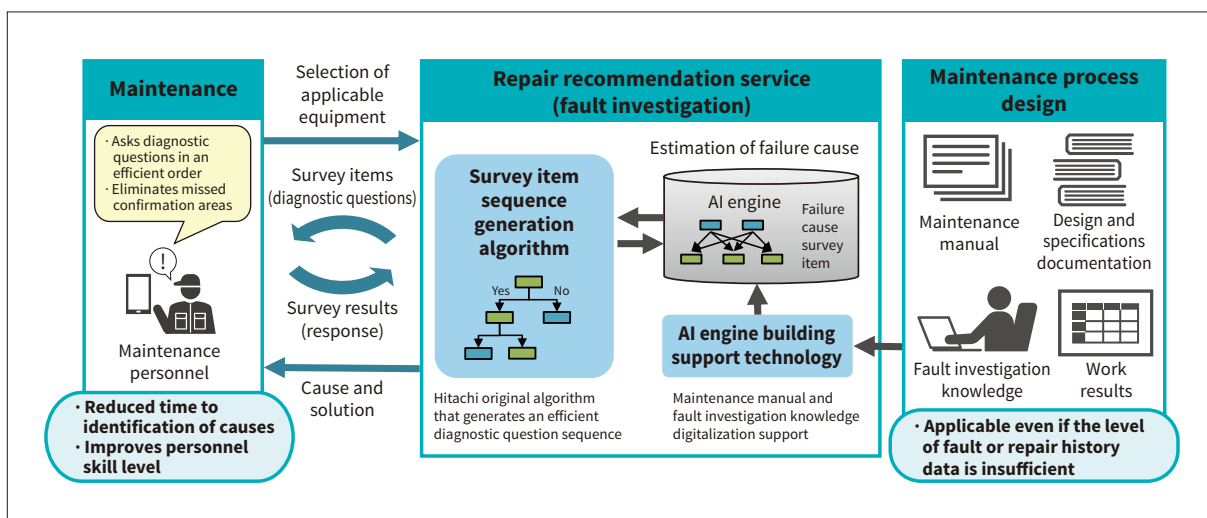 Maintenance
· Asks diagnostic
questions in an
efficient order
· Eliminates missed
confirmation areas
!
Maintenance
personnel
· Reduced time to
identification of causes
· Improves personnel
skill level
Selection of
applicable
equipment
Survey items
(diagnostic questions)
Survey results
(response)
Cause and
solution
Repair recommendation service
(fault investigation)
Survey item
sequence
generation
algorithm
Yes
No
Hitachi original algorithm
that generates an efficient
diagnostic question sequence
Estimation of failure cause
AI engine
Failure
cause
survey
item
AI engine building
support technology
Maintenance manual and
fault investigation knowledge
digitalization support
Maintenance process
design
Maintenance
manual
Design and
specifications
documentation
Fault investigation
knowledge
Work
results
· Applicable even if the level
of fault or repair history
data is insufficient